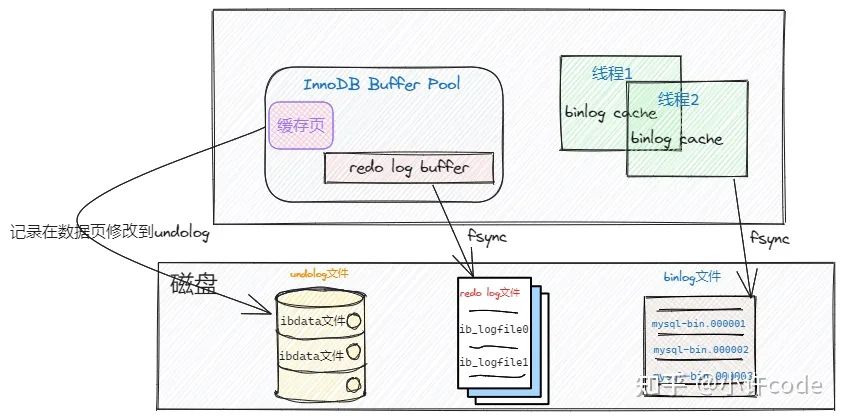 InnoDB Buffer Pool
缓存页
redo log buffer
线程1
binlog cache
线程2
binlog cache
记录在数据页修改到undolog
fsync
fsync
磁盘
undolog文件
ibdata文件
ibdata文件
redo log文件
ib_logfile0
ib_logfile1
binlog文件
mysql-bin.000001
mysql-bin.000002
mysql-bin.000003
知乎 @小许code